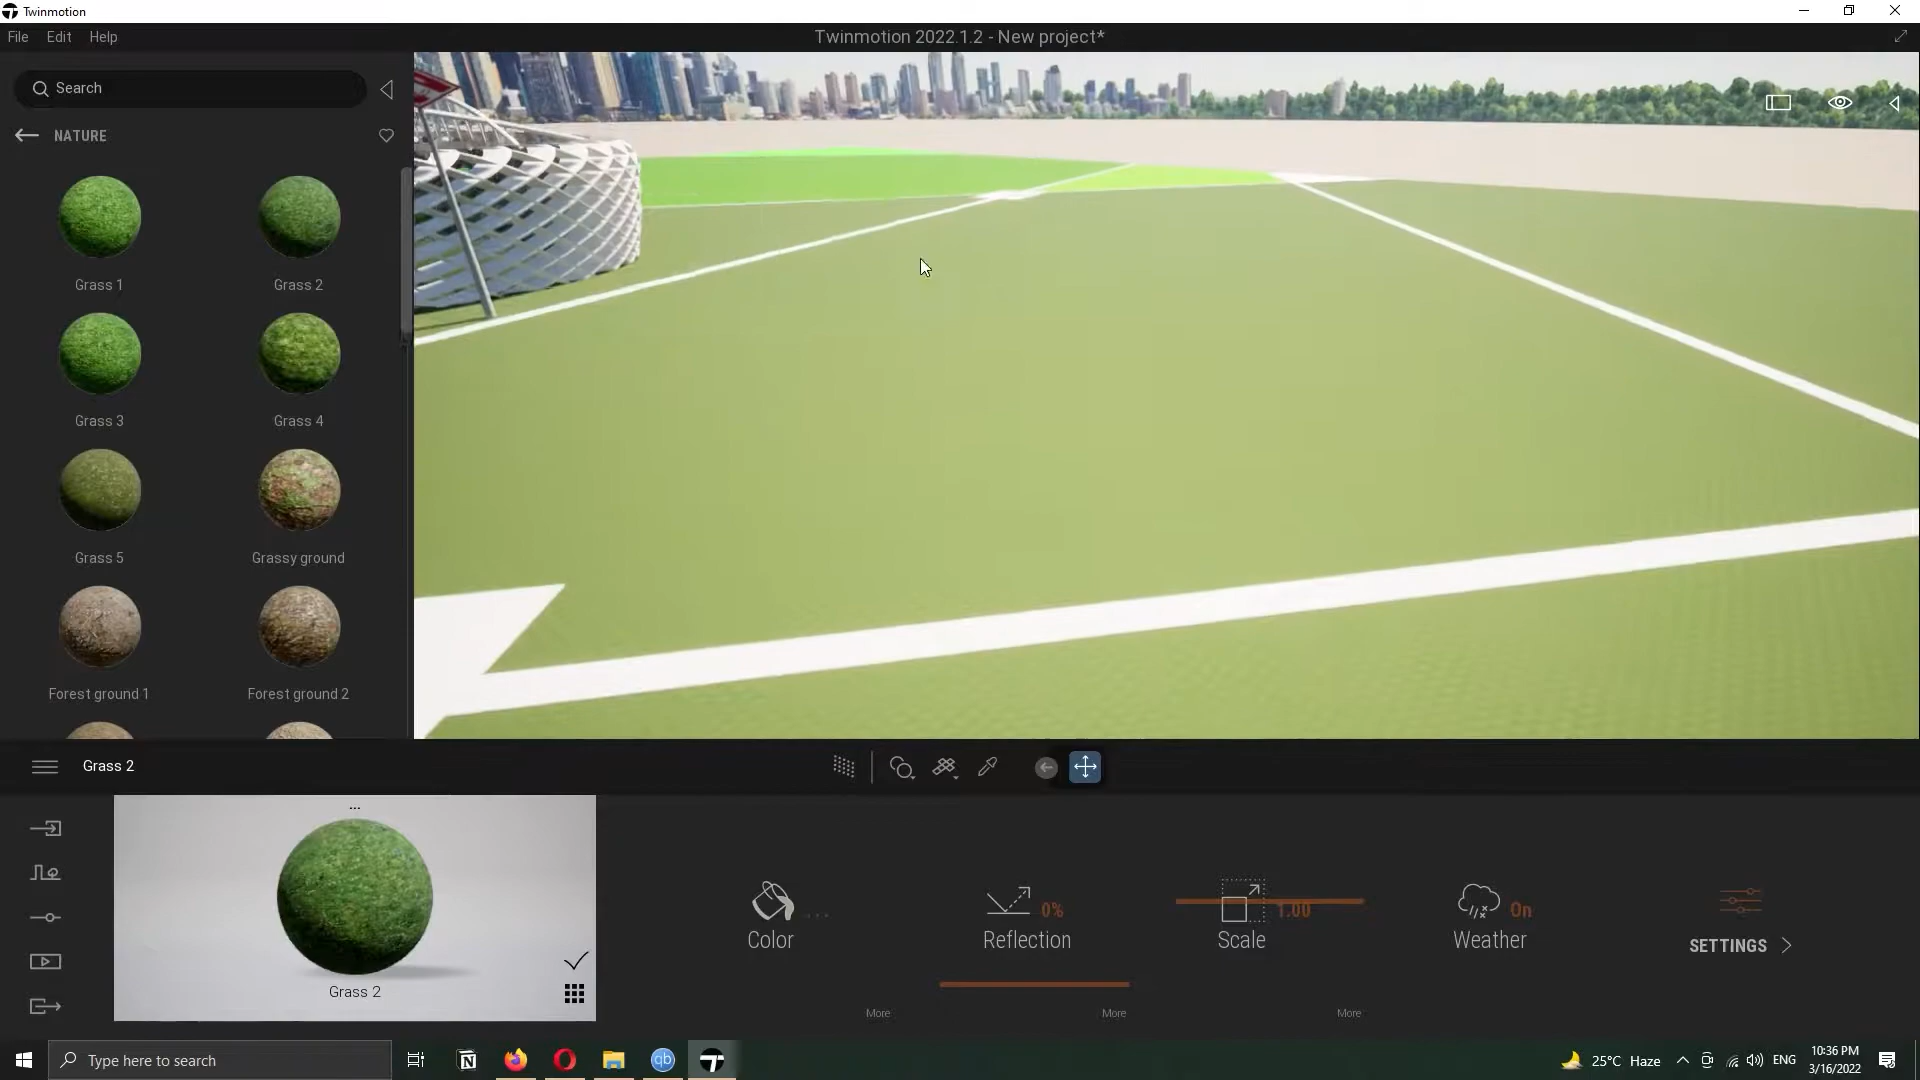 Twinmotion
File Edit Help
Twinmotion 2022.1.2 - New project*
Search
NATURE
Grass 1
Grass 2
Grass 3
Grass 4
Grass 5
Grassy ground
Forest ground 1
Forest ground 2
Grass 2
...
Grass 2
Color ...
More
Reflection 0%
More
Scale 1.00
More
Weather On
SETTINGS
Type here to search
N
qb
25°C Haze
ENG
10:36 PM
3/16/2022